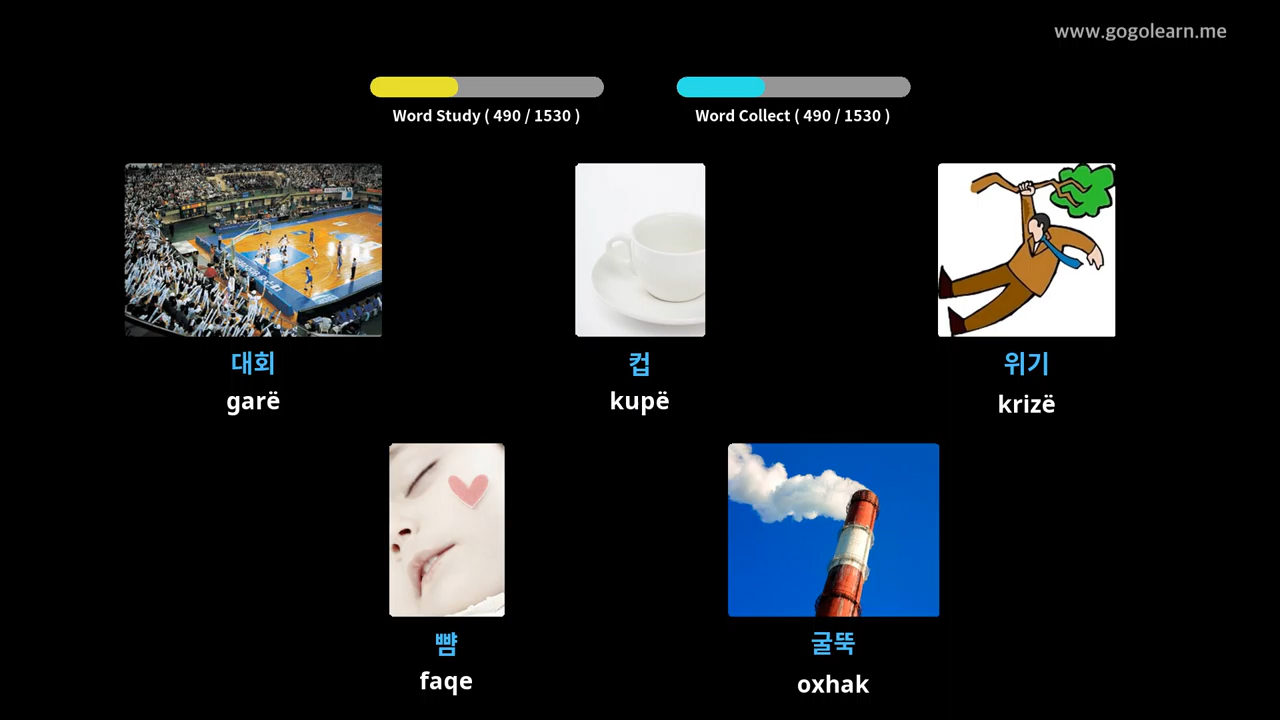 www.gogolearn.me
Word Study ( 490 / 1530 )
Word Collect ( 490 / 1530 )
대회
garë
컵
kupë
위기
krizë
뺨
faqe
굴뚝
oxhak